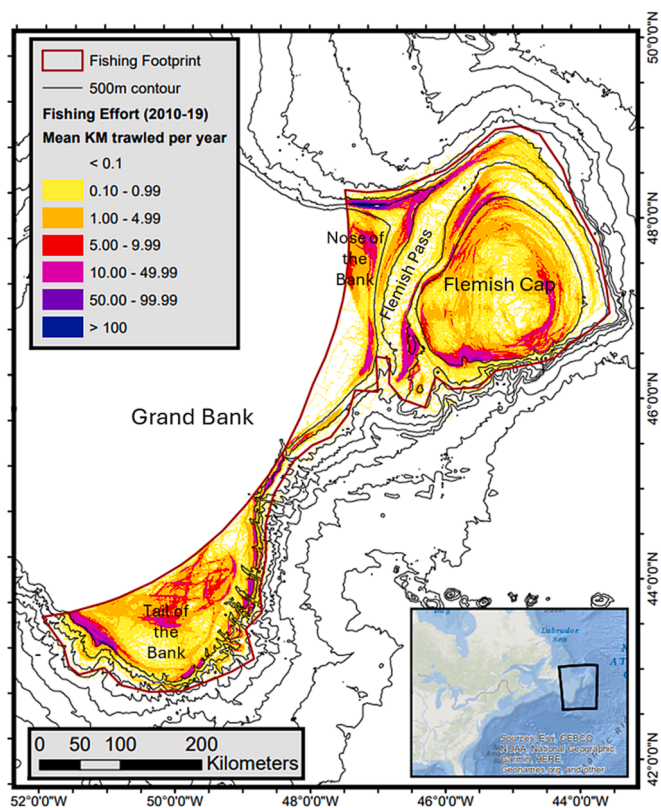 Fishing Footprint
500m contour
Fishing Effort (2010-19)
Mean KM trawled per year
< 0.1
0.10 - 0.99
1.00 - 4.99
5.00 - 9.99
10.00 - 49.99
50.00 - 99.99
> 100
50°0'0"N
48°0'0"N
46°0'0"N
44°0'0"N
42°0'0"N
Nose of
the
Bank
Flemish Pass
Flemish Cap
Grand Bank
Tail of
the
Bank
Labrador
Sea
Sources: Esri, GEBCO,
NOAA, National Geographic,
Garmin, HERE,
Geonames.org, and other
0 50 100 200
Kilometers
52°0'0"W 50°0'0"W 48°0'0"W 46°0'0"W 44°0'0"W